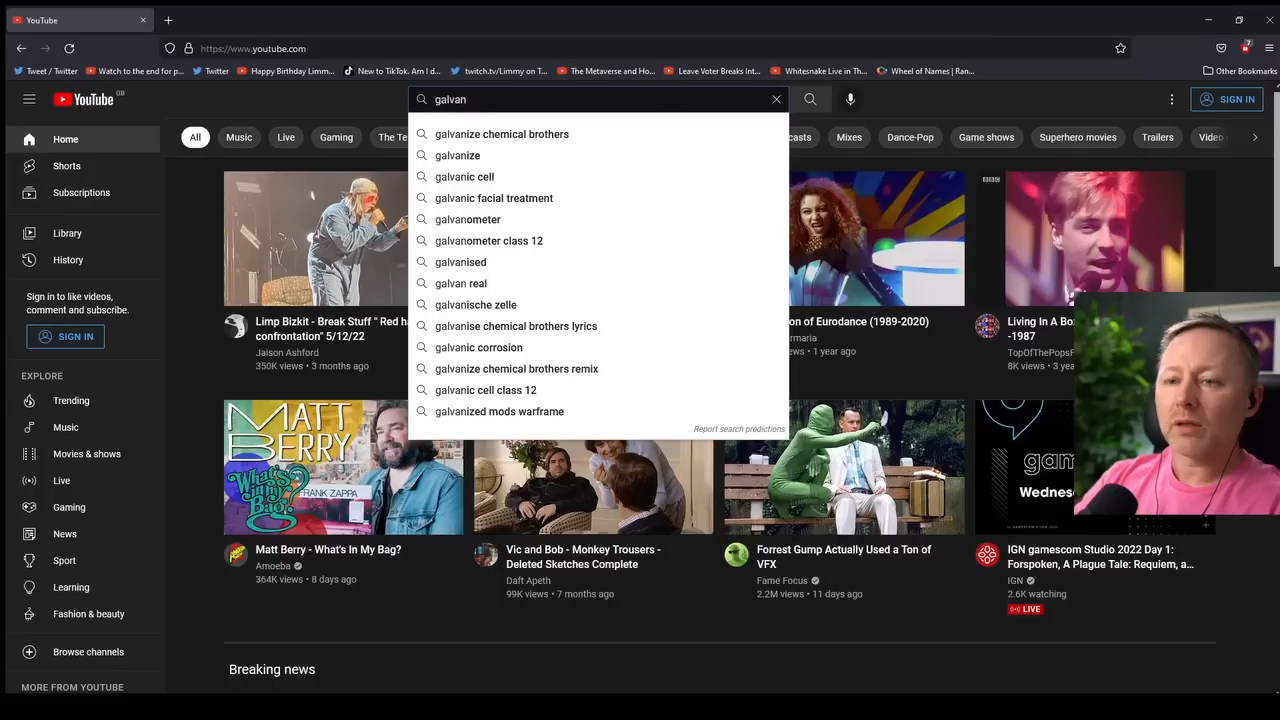 YouTube
https://www.youtube.com
7
Tweet / Twitter
Watch to the end for p...
Twitter
Happy Birthday Limm...
New to TikTok. Am I d...
twitch.tv/Limmy on T...
The Metaverse and Ho...
Leave Voter Breaks Int...
Whitesnake Live in Th...
Wheel of Names | Ran...
Other Bookmarks
YouTube GB
galvan
SIGN IN
Home
Shorts
Subscriptions
Library
History
Sign in to like videos,
comment and subscribe.
SIGN IN
EXPLORE
Trending
Music
Movies & shows
Live
Gaming
News
Sport
Learning
Fashion & beauty
Browse channels
MORE FROM YOUTUBE
All
Music
Live
Gaming
The Te
casts
Mixes
Dance-Pop
Game shows
Superhero movies
Trailers
Video
galvanize chemical brothers
galvanize
galvanic cell
galvanic facial treatment
galvanometer
galvanometer class 12
galvanised
galvan real
galvanische zelle
galvanise chemical brothers lyrics
galvanic corrosion
galvanize chemical brothers remix
galvanic cell class 12
galvanized mods warframe
Report search predictions
Limp Bizkit - Break Stuff " Red ha
confrontation" 5/12/22
Jaison Ashford
350K views • 3 months ago
on of Eurodance (1989-2020)
rmaria
ews • 1 year ago
BBC
Living In A Bo
-1987
TopOfThePopsF
8K views • 3 yea
MATT
BERRY
WHAT'S
IN MY
BAG?
FRANK ZAPPA
Matt Berry - What's In My Bag?
Amoeba
364K views • 8 days ago
Vic and Bob - Monkey Trousers -
Deleted Sketches Complete
Daft Apeth
99K views • 7 months ago
Forrest Gump Actually Used a Ton of
VFX
Fame Focus
2.2M views • 11 days ago
gam
Wednes
IGN gamescom Studio 2022 Day 1:
Forspoken, A Plague Tale: Requiem, a...
IGN
2.6K watching
LIVE
Breaking news